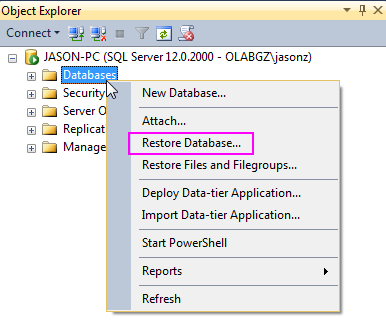 Object Explorer
Connect
JASON-PC (SQL Server 12.0.2000 - OLABGZ\jasonz)
Databases
Security
Server O
Replicat
Manage
New Database...
Attach...
Restore Database...
Restore Files and Filegroups...
Deploy Data-tier Application...
Import Data-tier Application...
Start PowerShell
Reports
Refresh